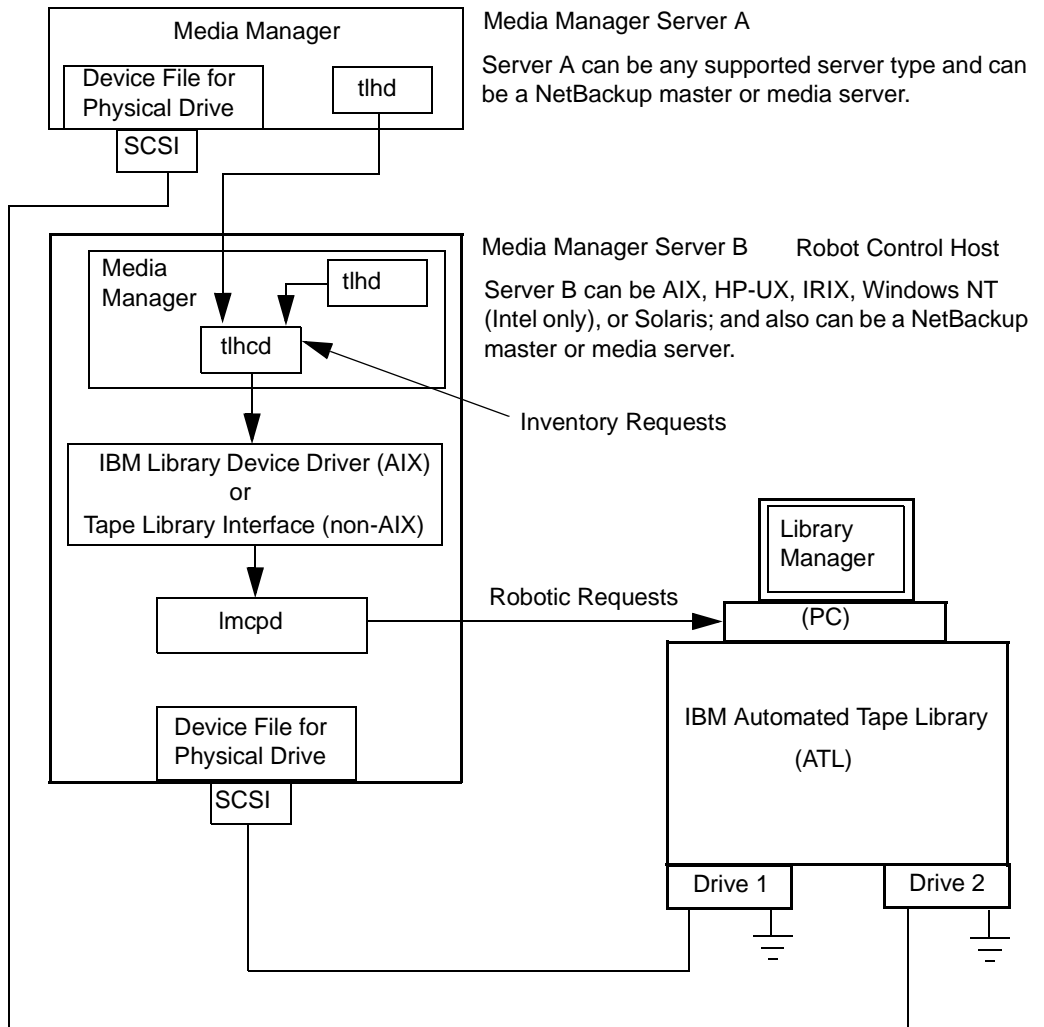 Media Manager
Device File for
Physical Drive
tlhd
SCSI
Media Manager Server A
Server A can be any supported server type and can
be a NetBackup master or media server.
Media
Manager
tlhd
tlhcd
Media Manager Server B Robot Control Host
Server B can be AIX, HP-UX, IRIX, Windows NT
(Intel only), or Solaris; and also can be a NetBackup
master or media server.
Inventory Requests
IBM Library Device Driver (AIX)
or
Tape Library Interface (non-AIX)
lmcpd
Robotic Requests
Library
Manager
(PC)
IBM Automated Tape Library
(ATL)
Device File for
Physical Drive
SCSI
Drive 1
Drive 2